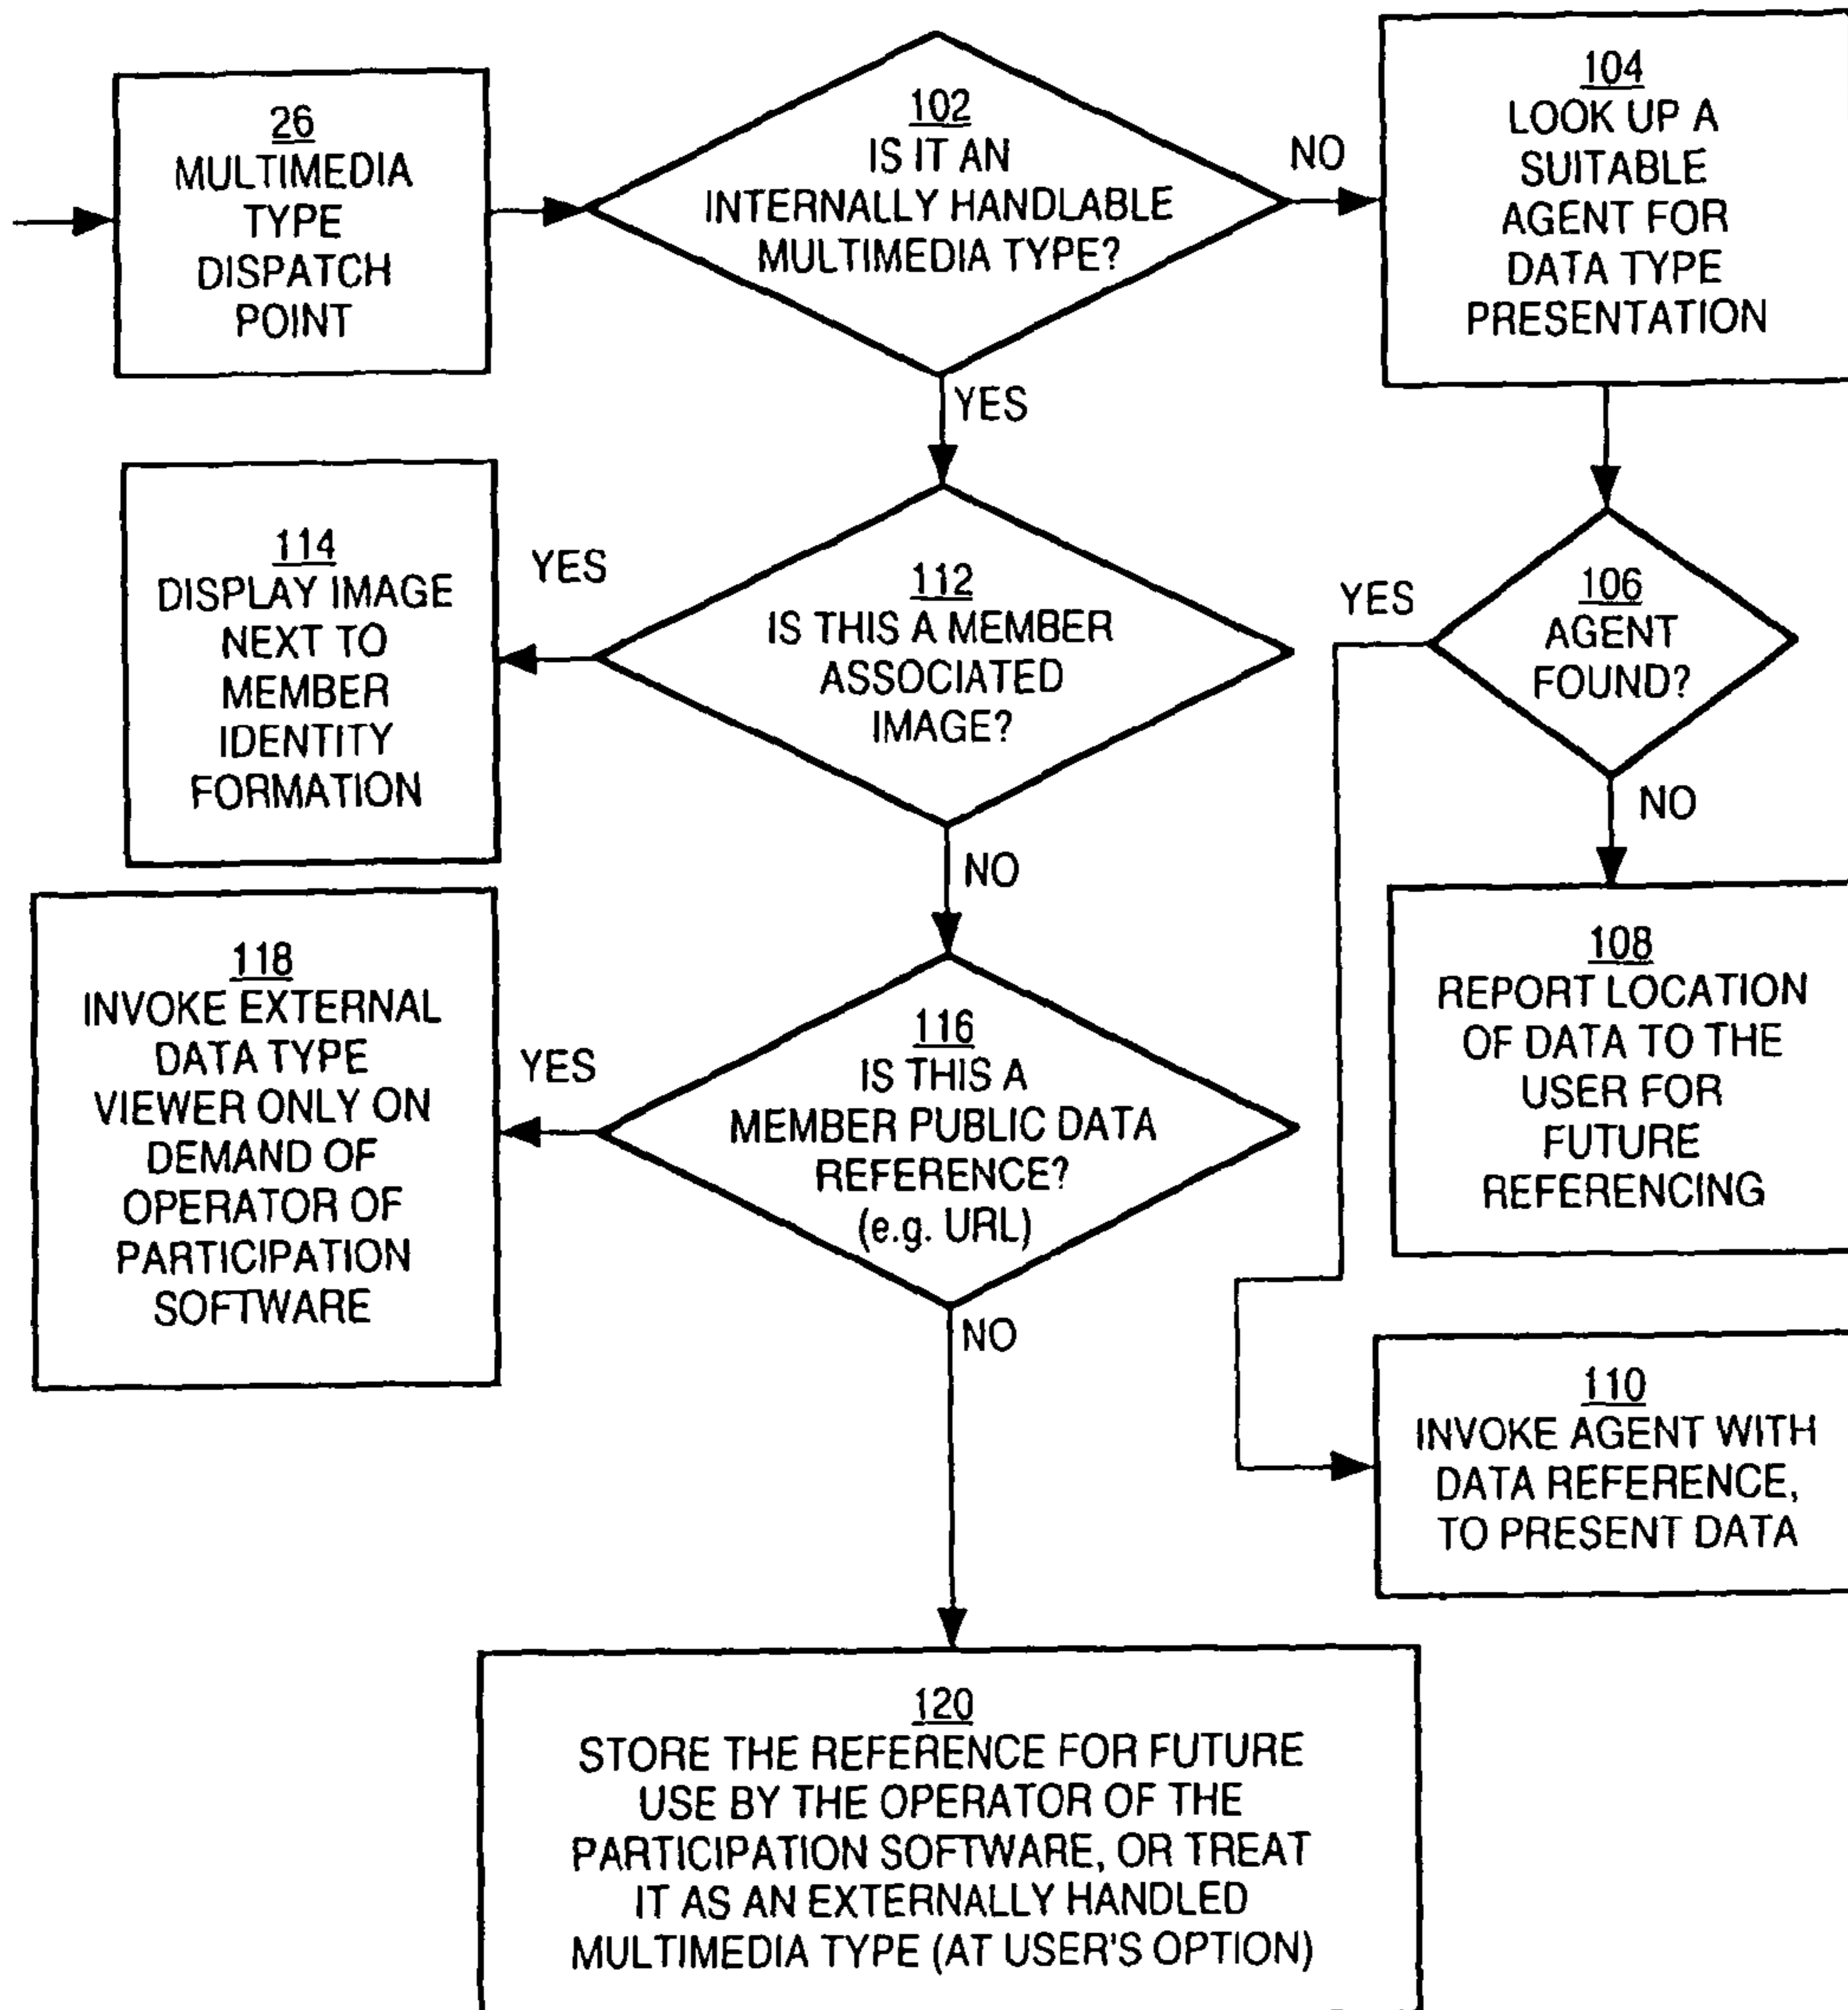 26
MULTIMEDIA
TYPE
DISPATCH
POINT
102
IS IT AN
INTERNALLY HANDLABLE
MULTIMEDIA TYPE?
NO
104
LOOK UP A
SUITABLE
AGENT FOR
DATA TYPE
PRESENTATION
YES
114
DISPLAY IMAGE
NEXT TO
MEMBER
IDENTITY
FORMATION
YES
112
IS THIS A MEMBER
ASSOCIATED
IMAGE?
YES
106
AGENT
FOUND?
NO
NO
118
INVOKE EXTERNAL
DATA TYPE
VIEWER ONLY ON
DEMAND OF
OPERATOR OF
PARTICIPATION
SOFTWARE
YES
116
IS THIS A
MEMBER PUBLIC DATA
REFERENCE?
(e.g. URL)
108
REPORT LOCATION
OF DATA TO THE
USER FOR
FUTURE
REFERENCING
NO
110
INVOKE AGENT WITH
DATA REFERENCE,
TO PRESENT DATA
120
STORE THE REFERENCE FOR FUTURE
USE BY THE OPERATOR OF THE
PARTICIPATION SOFTWARE, OR TREAT
IT AS AN EXTERNALLY HANDLED
MULTIMEDIA TYPE (AT USER'S OPTION)